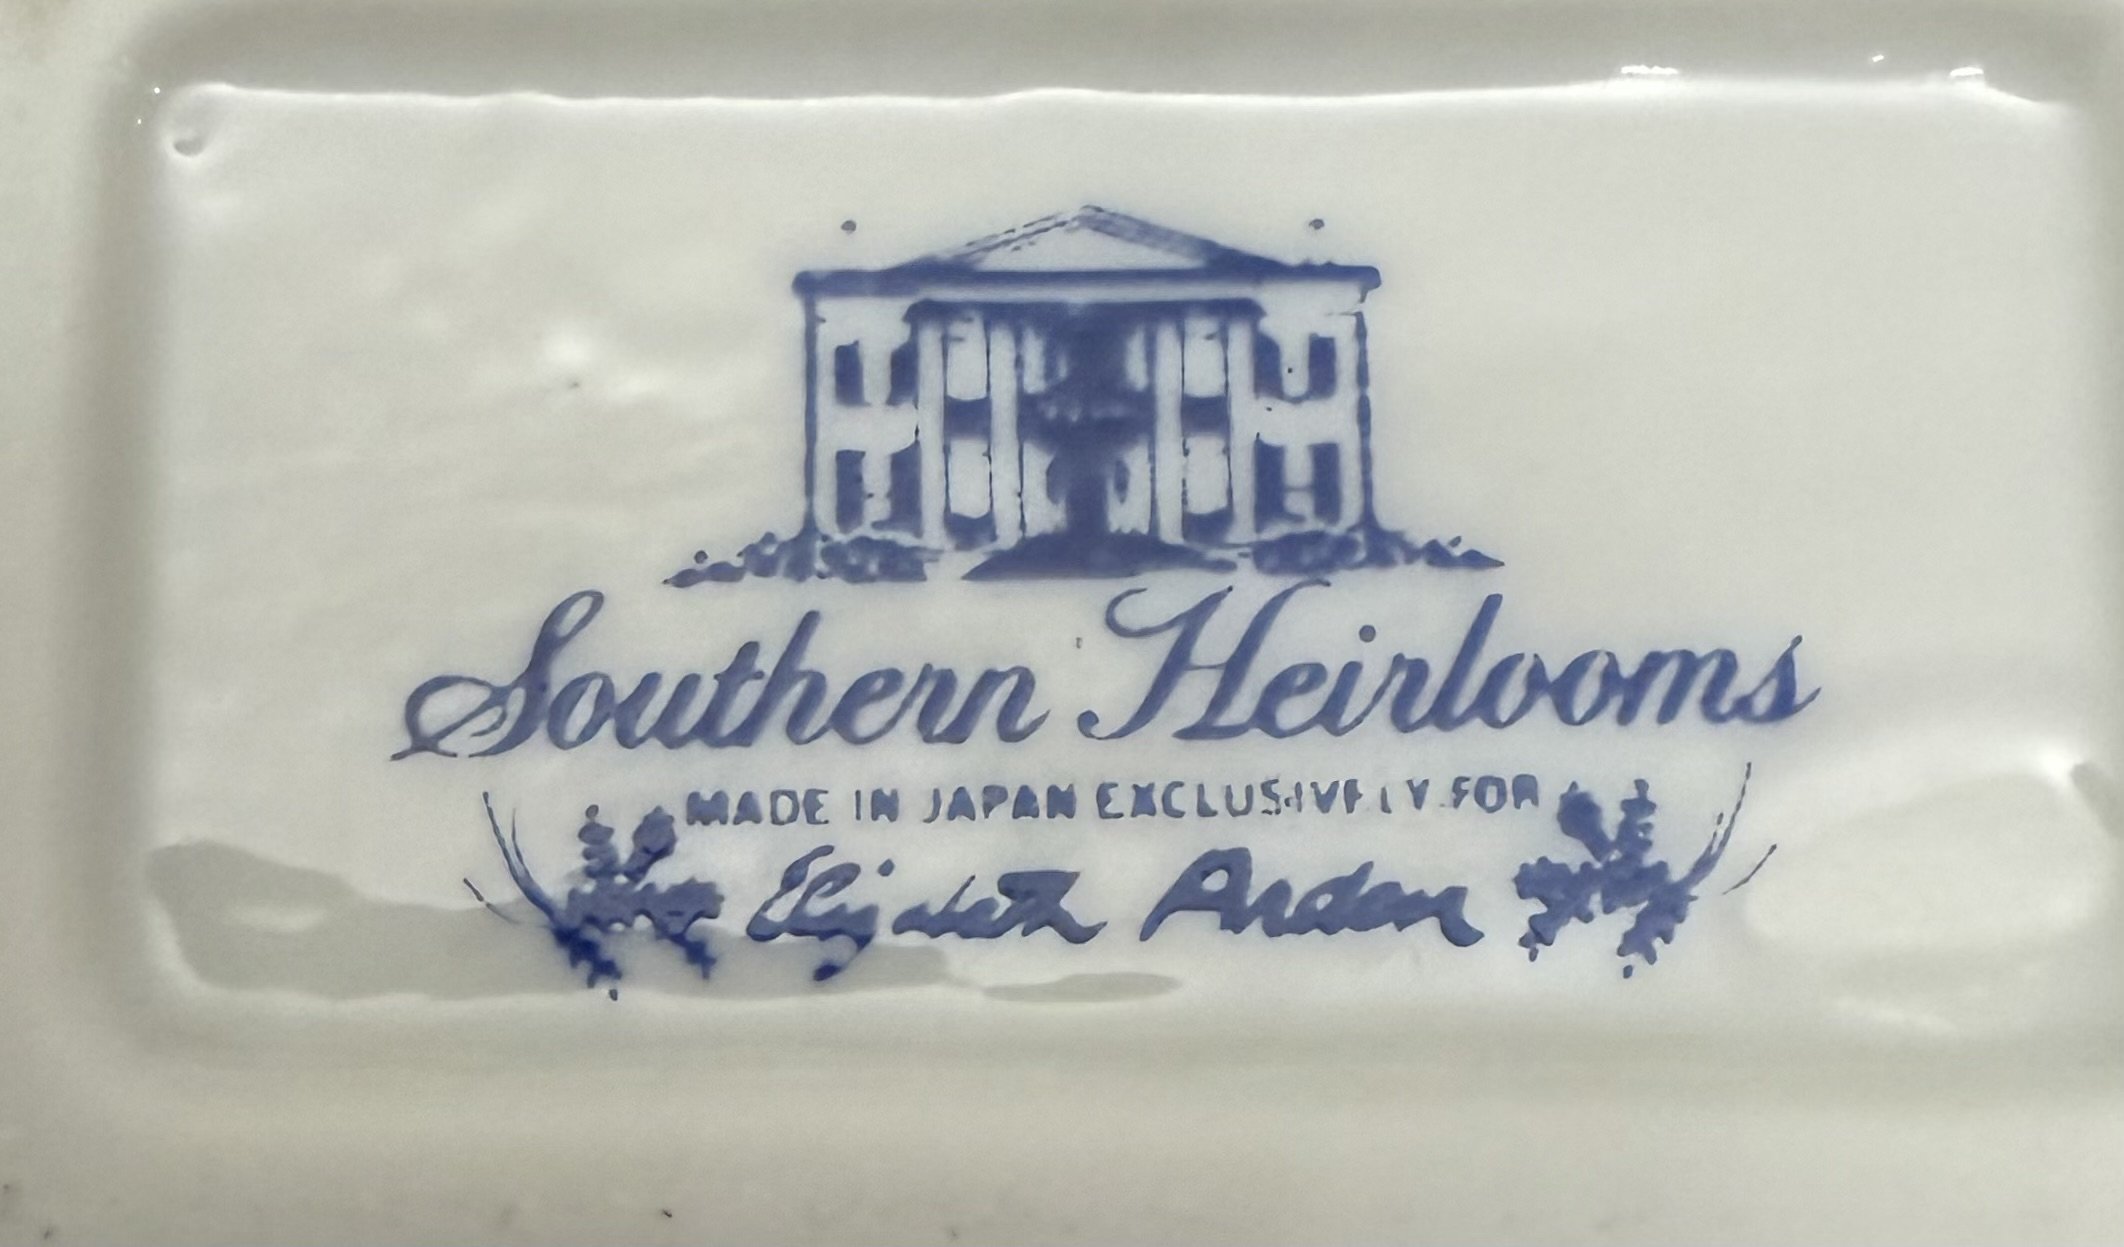 Southern Heirlooms
MADE IN JAPAN EXCLUSIVELY FOR
Elizabeth Arden